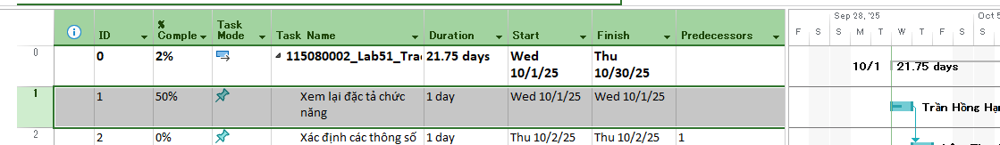 Sep 28, '25 Oct 5
ID % Comple Task Mode Task Name Duration Start Finish Predecessors F S S M T W T F S S
0 0 2% 115080002_Lab51_Tra 21.75 days Wed 10/1/25 Thu 10/30/25 10/1 21.75 days
1 1 50% Xem lại đặc tả chức năng 1 day Wed 10/1/25 Wed 10/1/25 Trần Hồng Hạ
2 2 0% Xác định các thông số 1 day Thu 10/2/25 Thu 10/2/25 1